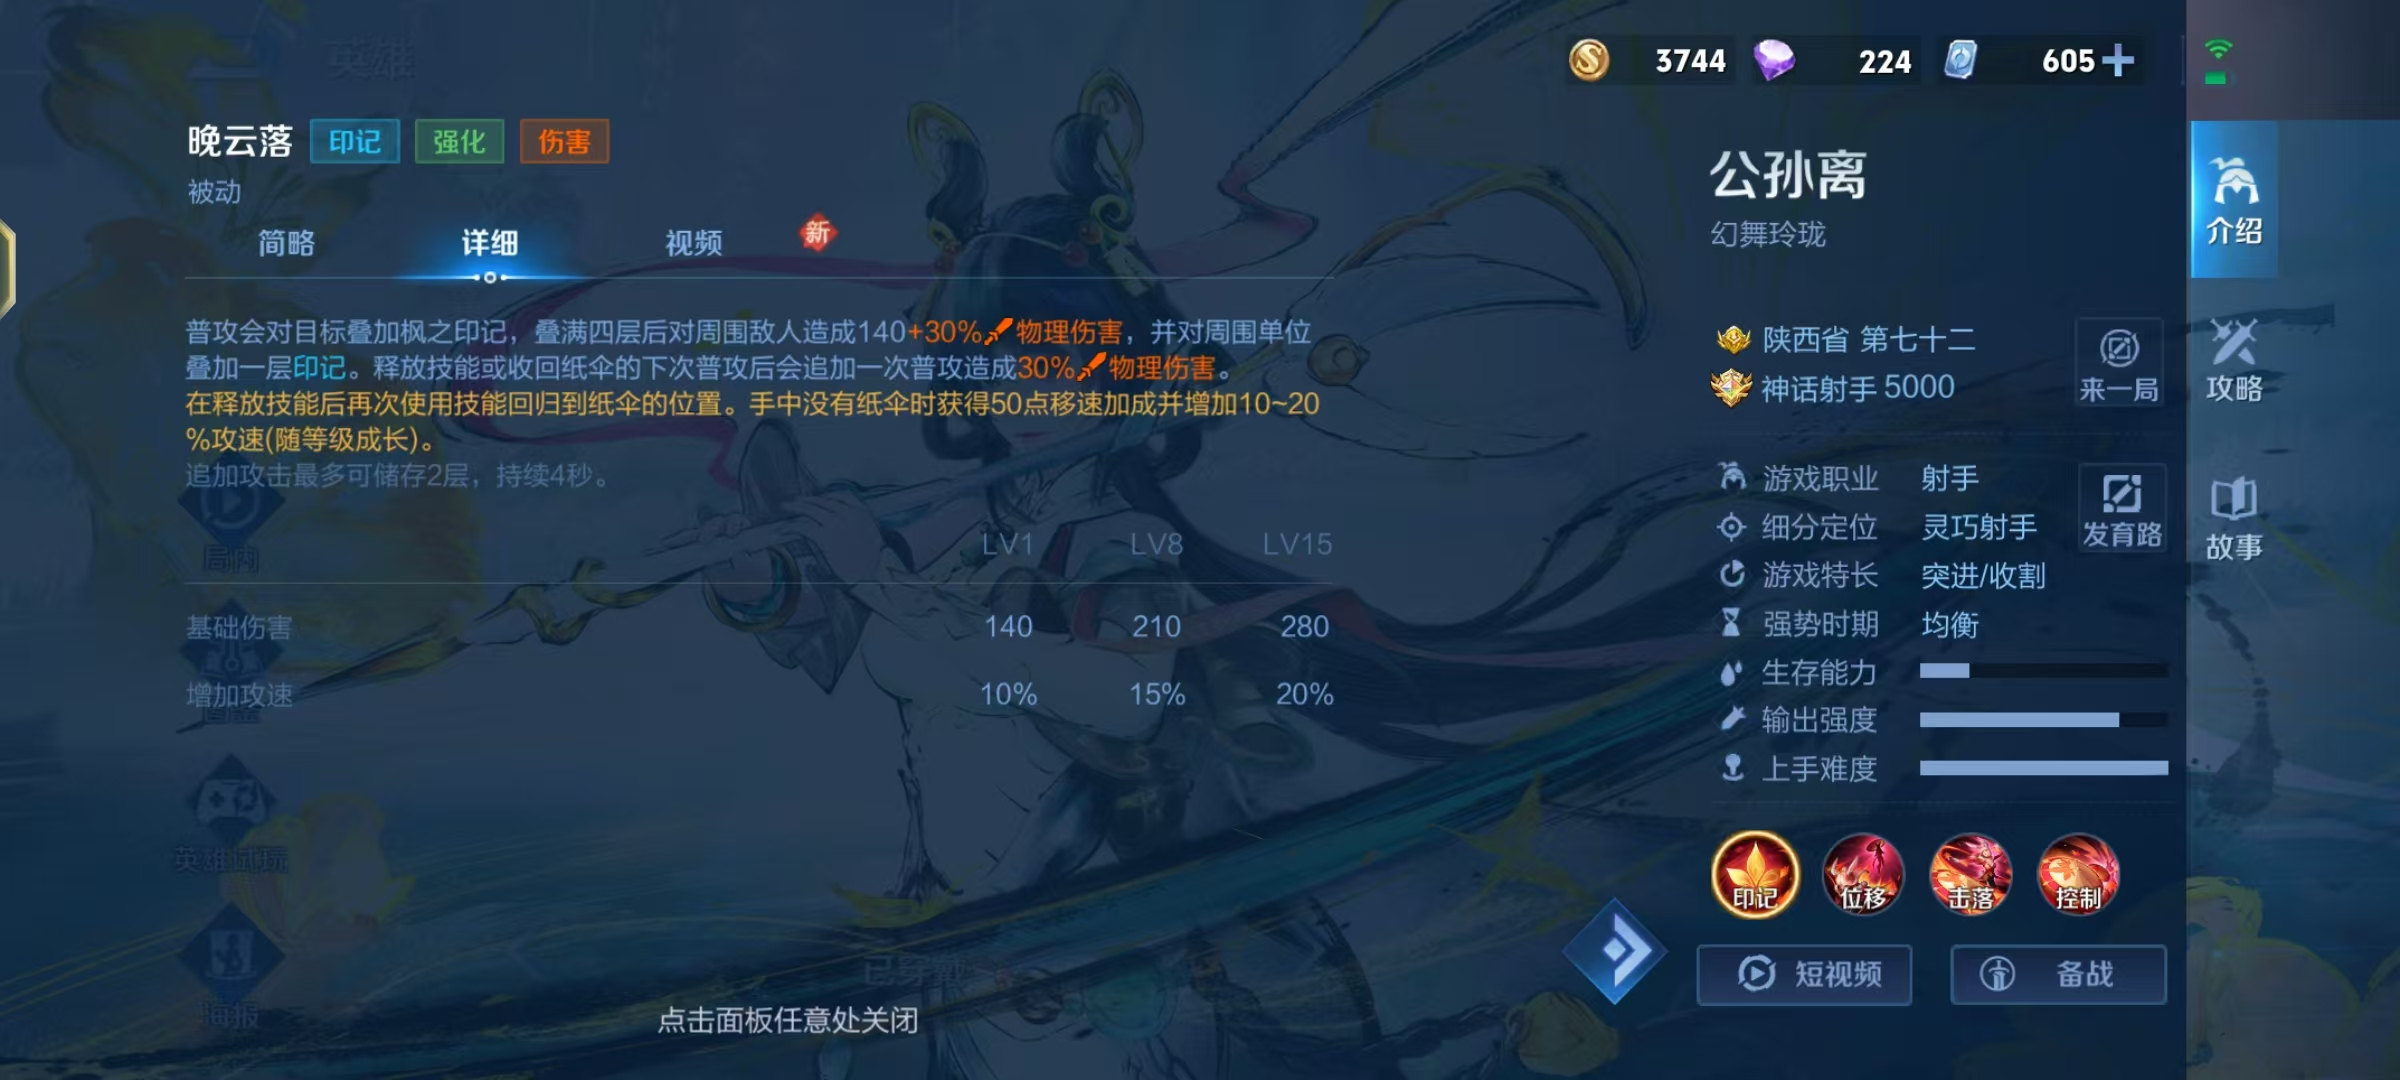 英雄
3744
224
605
晚云落 印记 强化 伤害
被动
简略 详细 视频 新
普攻会对目标叠加枫之印记，叠满四层后对周围敌人造成140+30%物理伤害，并对周围单位
叠加一层印记。释放技能或收回纸伞的下次普攻后会追加一次普攻造成30%物理伤害。
在释放技能后再次使用技能回归到纸伞的位置。手中没有纸伞时获得50点移速加成并增加10~20
%攻速(随等级成长)。
追加攻击最多可储存2层，持续4秒。
局内
LV1 LV8 LV15
基础伤害 140 210 280
增加攻速 10% 15% 20%
英雄试玩
海报
已穿戴
点击面板任意处关闭
公孙离
幻舞玲珑
陕西省 第七十二
神话射手 5000
来一局
游戏职业 射手
细分定位 灵巧射手
发育路
游戏特长 突进/收割
强势时期 均衡
生存能力
输出强度
上手难度
印记 位移 击落 控制
短视频 备战
介绍
攻略
故事